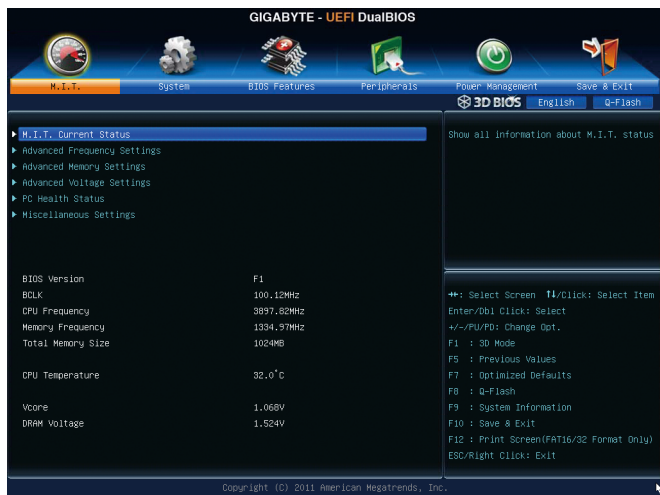 GIGABYTE - UEFI DualBIOS
M.I.T.
System
BIOS Features
Peripherals
Power Management
Save & Exit
3D BIOS
English
Q-Flash
M.I.T. Current Status
Advanced Frequency Settings
Advanced Memory Settings
Advanced Voltage Settings
PC Health Status
Miscellaneous Settings
Show all information about M.I.T. status
BIOS Version F1
BCLK 100.12MHz
CPU Frequency 3897.82MHz
Memory Frequency 1334.97MHz
Total Memory Size 1024MB
CPU Temperature 32.0°C
Vcore 1.068V
DRAM Voltage 1.524V
→←: Select Screen ↑↓/Click: Select Item
Enter/Dbl Click: Select
+/-/PU/PD: Change Opt.
F1 : 3D Mode
F5 : Previous Values
F7 : Optimized Defaults
F8 : Q-Flash
F9 : System Information
F10 : Save & Exit
F12 : Print Screen(FAT16/32 Format Only)
ESC/Right Click: Exit
Copyright (C) 2011 American Megatrends, Inc.